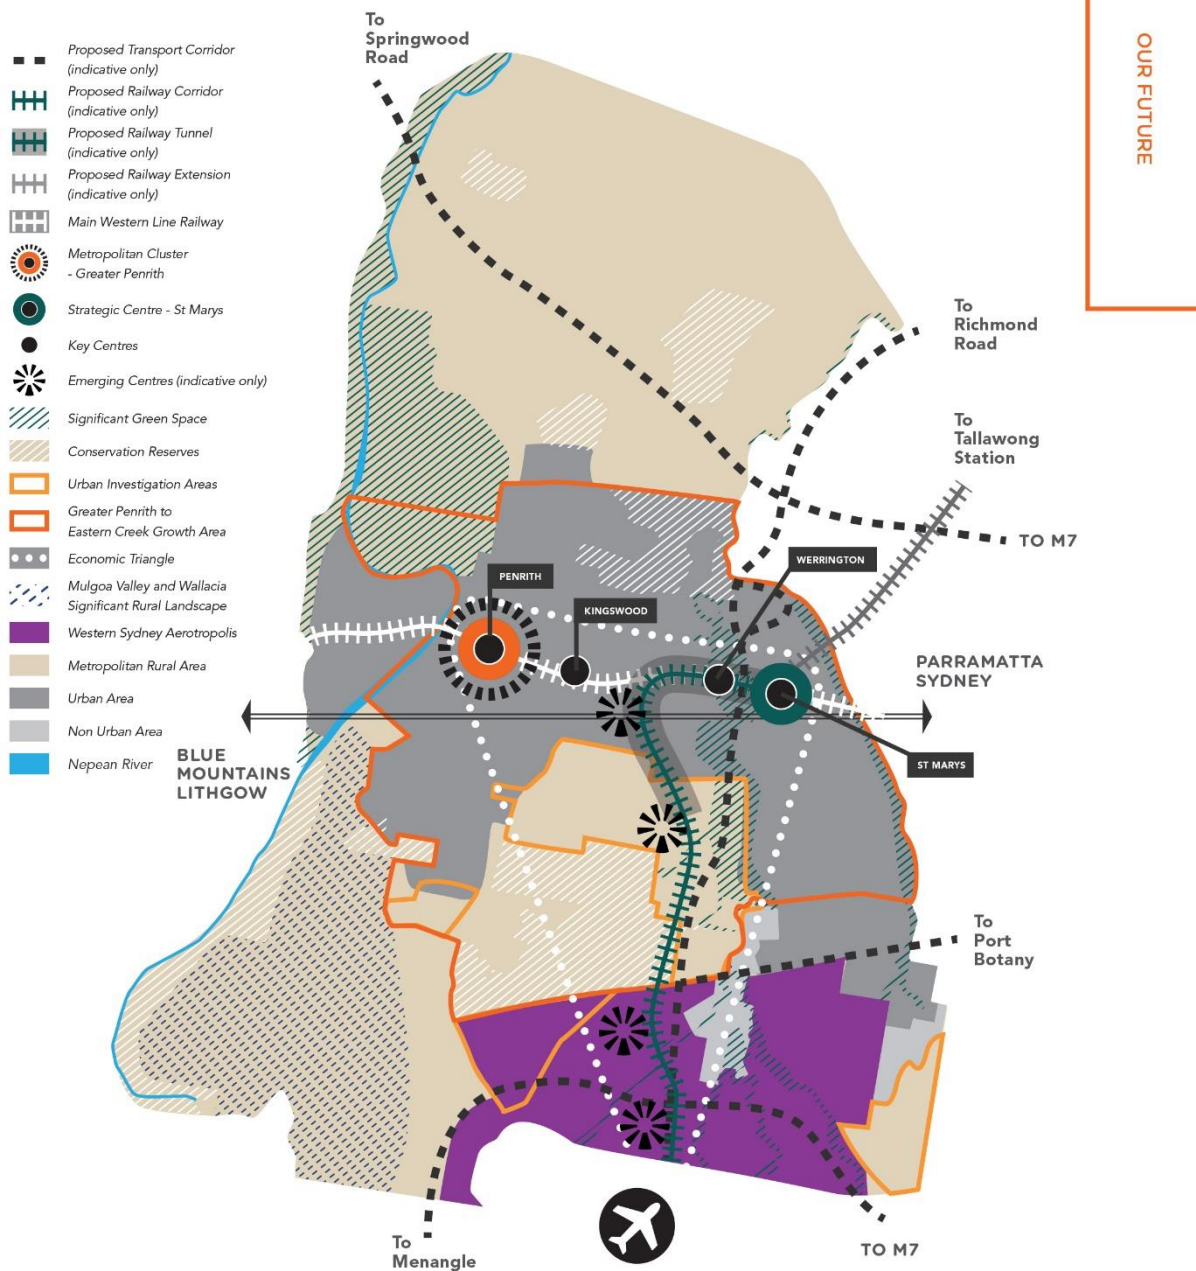 OUR FUTURE
Proposed Transport Corridor
(indicative only)
Proposed Railway Corridor
(indicative only)
Proposed Railway Tunnel
(indicative only)
Proposed Railway Extension
(indicative only)
Main Western Line Railway
Metropolitan Cluster
- Greater Penrith
Strategic Centre - St Marys
Key Centres
Emerging Centres (indicative only)
Significant Green Space
Conservation Reserves
Urban Investigation Areas
Greater Penrith to
Eastern Creek Growth Area
Economic Triangle
Mulgoa Valley and Wallacia
Significant Rural Landscape
Western Sydney Aerotropolis
Metropolitan Rural Area
Urban Area
Non Urban Area
Nepean River
To
Springwood
Road
To
Richmond
Road
To
Tallawong
Station
TO M7
WERRINGTON
PENRITH
KINGSWOOD
PARRAMATTA
SYDNEY
BLUE
MOUNTAINS
LITHGOW
ST MARYS
To
Port
Botany
To
Menangle
TO M7